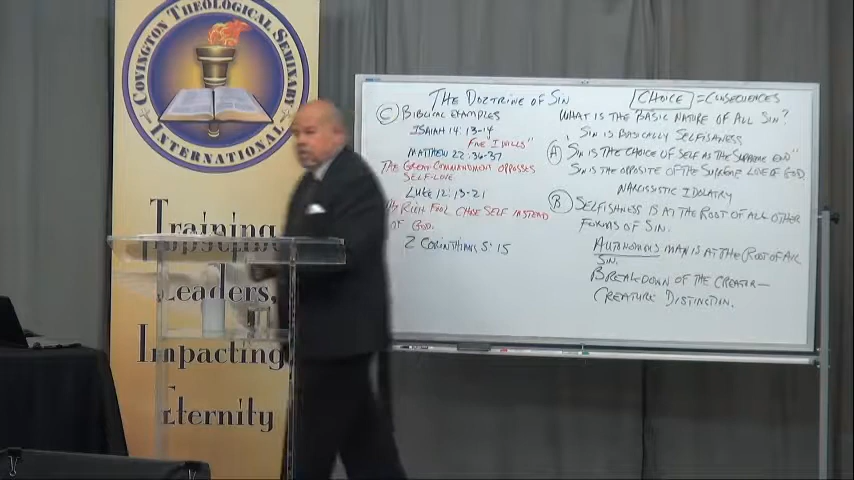 COVINGTON THEOLOGICAL SEMINARY
INTERNATIONAL
Training
Leaders,
Impacting
Eternity
THE DOCTRINE OF SIN
C BIBLICAL EXAMPLES
ISAIAH 14:13-14
FIVE I WILLS"
MATTHEW 22:36-37
THE GREAT COMMANDMENT OPPOSES
SELF-LOVE
LUKE 12:13-21
RICH FOOL CHOSE SELF INSTEAD
OF GOD.
2 CORINTHIANS 5:15
CHOICE = CONSEQUENCES
WHAT IS THE BASIC NATURE OF ALL SIN?
SIN IS BASICALLY SELFISHNESS
A SIN IS THE CHOICE OF SELF AS THE SUPREME END"
SIN IS THE OPPOSITE OF THE SUPREME LOVE OF GOD
NARCISSISTIC IDOLATRY
B SELFISHNESS IS AT THE ROOT OF ALL OTHER
FORMS OF SIN.
AUTONOMOUS MAN IS AT THE ROOT OF ALL
SIN.
BREAKDOWN OF THE CREATOR-
CREATURE DISTINCTION.